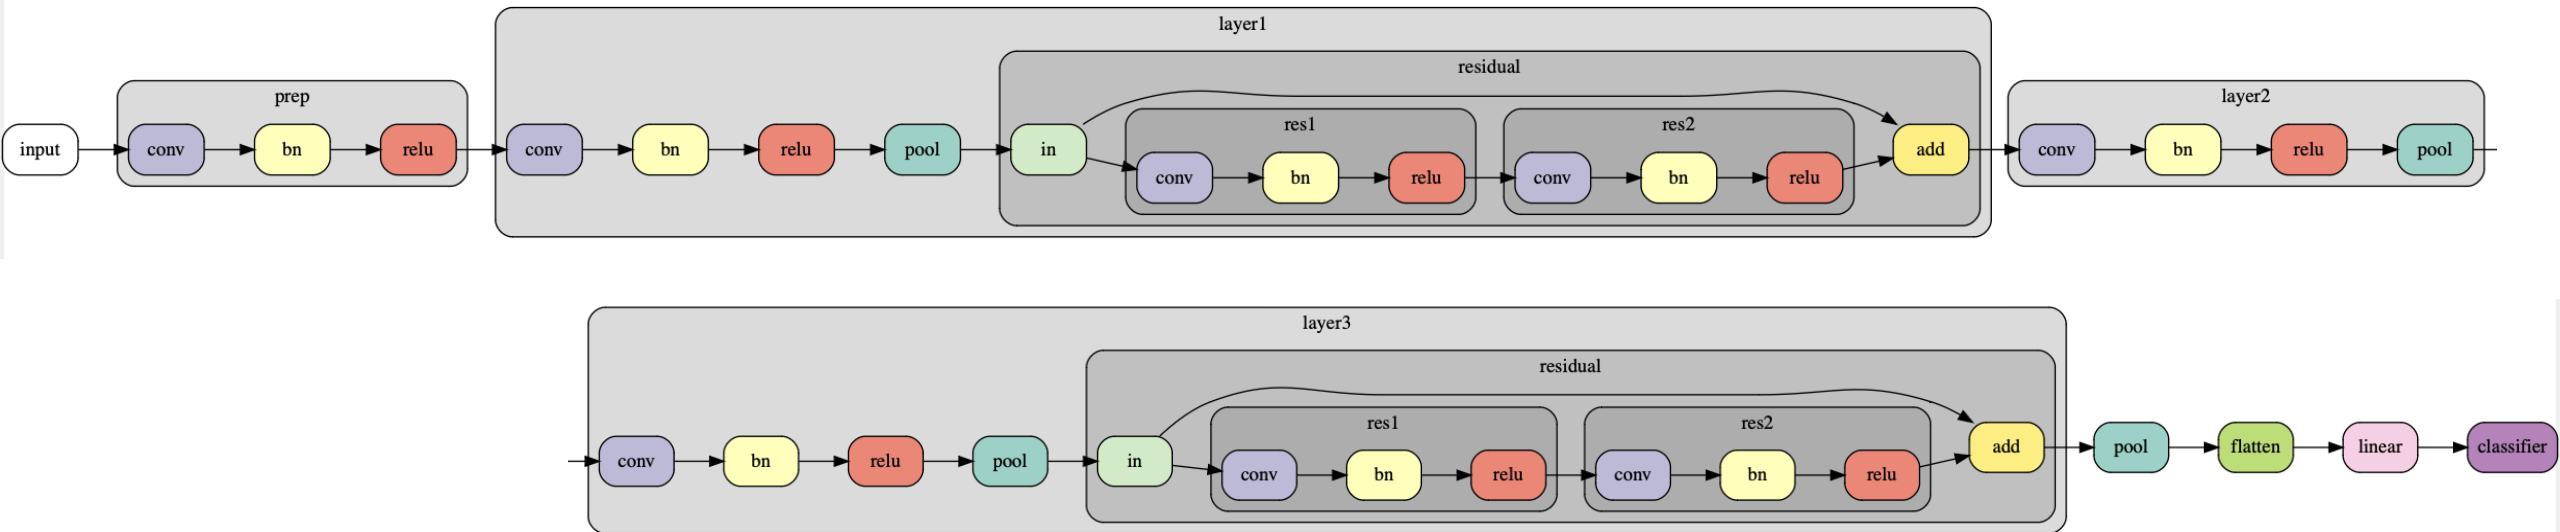 layer1
residual
prep
layer2
res1
res2
input
conv
bn
relu
conv
bn
relu
pool
in
conv
bn
relu
conv
bn
relu
add
conv
bn
relu
pool
layer3
residual
res1
res2
conv
bn
relu
pool
in
conv
bn
relu
conv
bn
relu
add
pool
flatten
linear
classifier